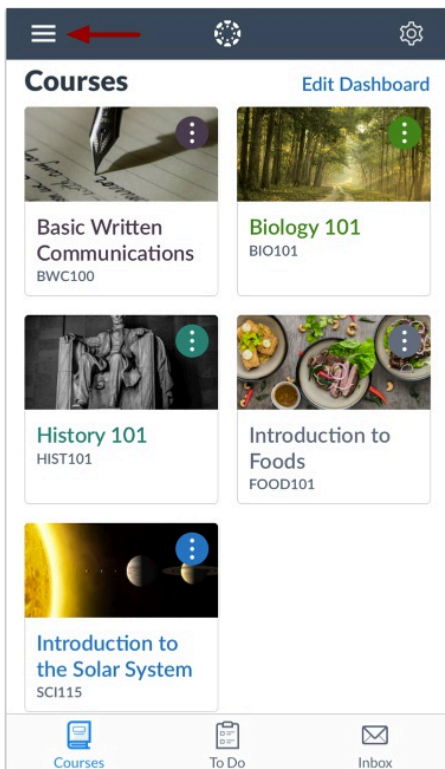 Courses
Edit Dashboard
Basic Written
Communications
BWC100
Biology 101
BIO101
History 101
HIST101
Introduction to
Foods
FOOD101
Introduction to
the Solar System
SCI115
Courses
To Do
Inbox